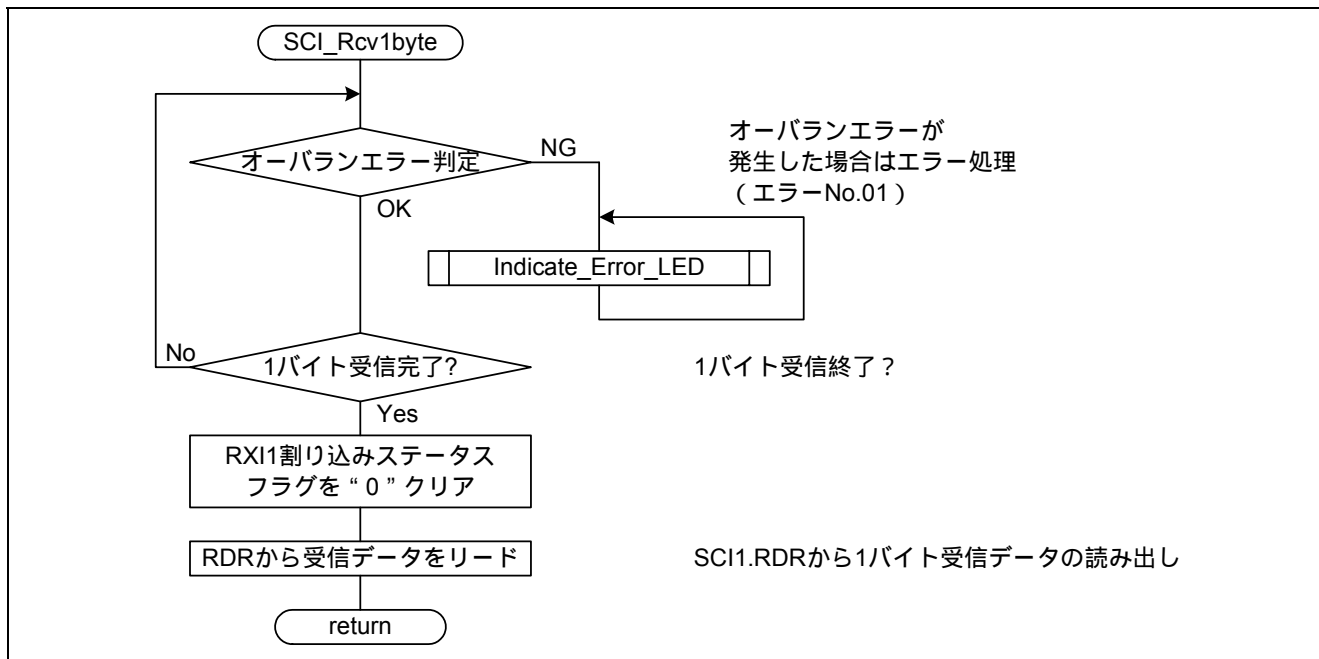 SCI_Rcv1byte
オーバランエラー判定
NG
オーバランエラーが
発生した場合はエラー処理
（エラーNo.01）
OK
Indicate_Error_LED
No
1バイト受信完了?
1バイト受信終了？
Yes
RXI1割り込みステータス
フラグを“0”クリア
RDRから受信データをリード
SCI1.RDRから1バイト受信データの読み出し
return